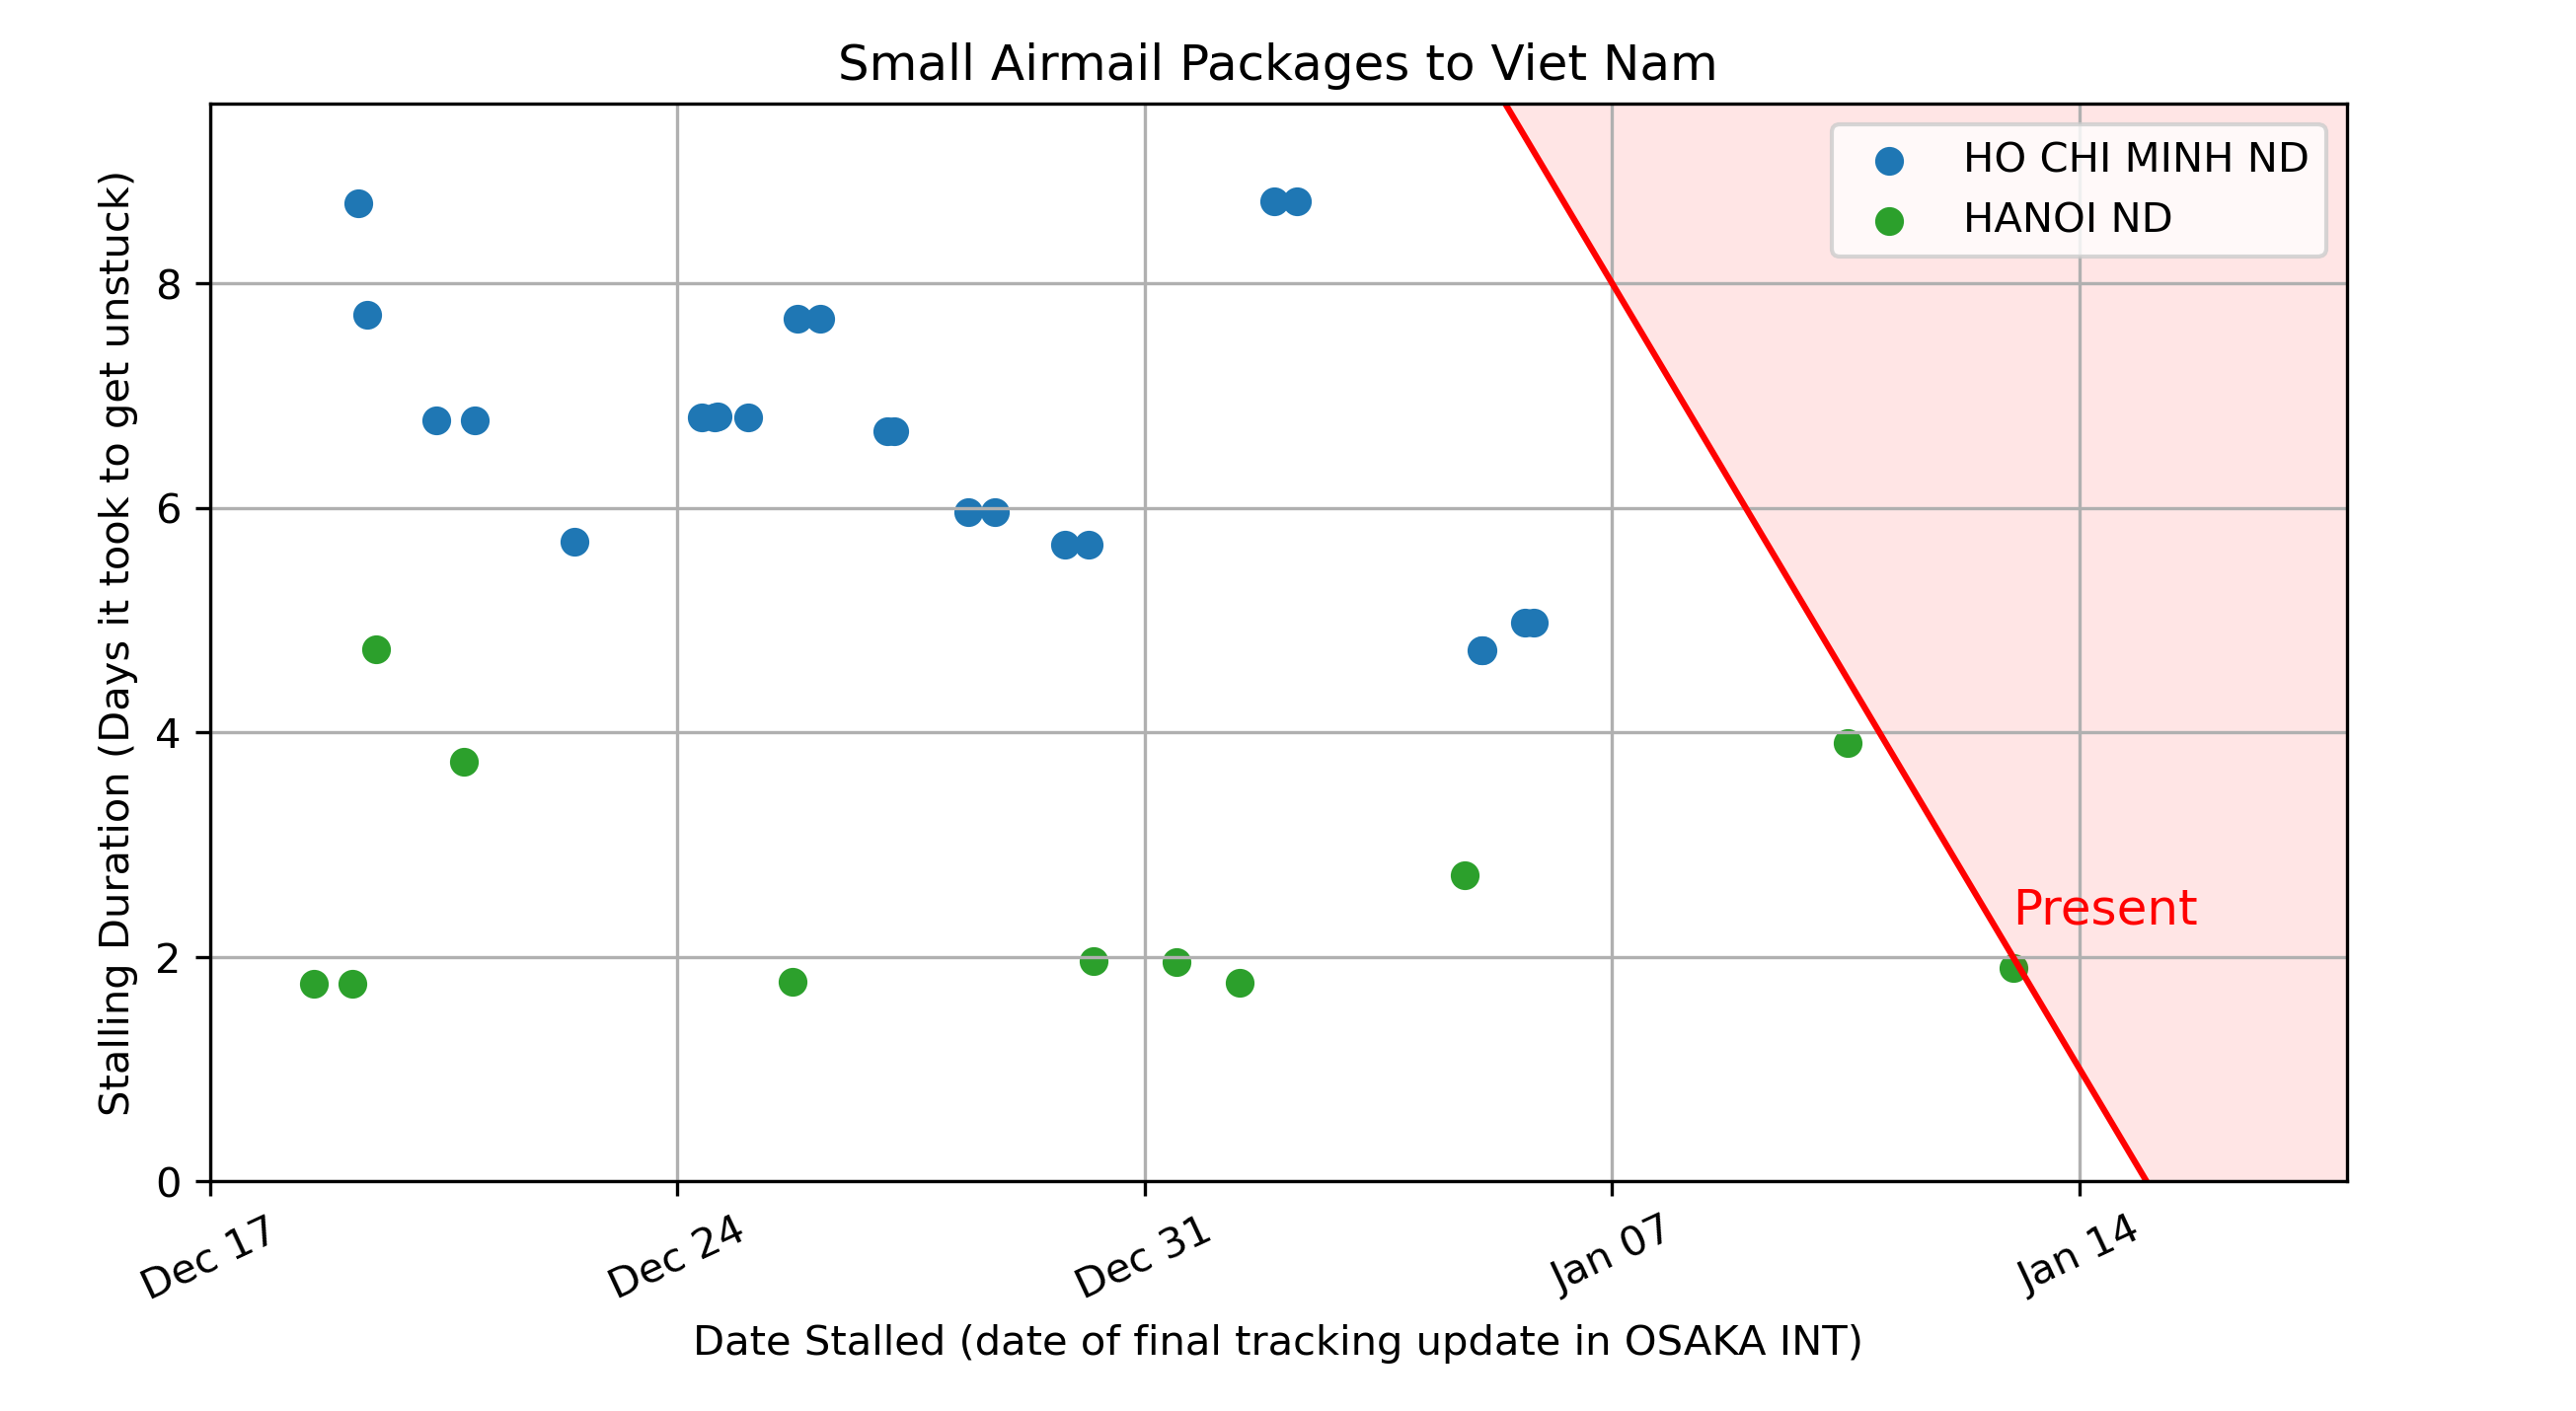 Small Airmail Packages to Viet Nam
HO CHI MINH ND
HANOI ND
Stalling Duration (Days it took to get unstuck)
8
6
4
2
0
Present
Dec 17
Dec 24
Dec 31
Jan 07
Jan 14
Date Stalled (date of final tracking update in OSAKA INT)